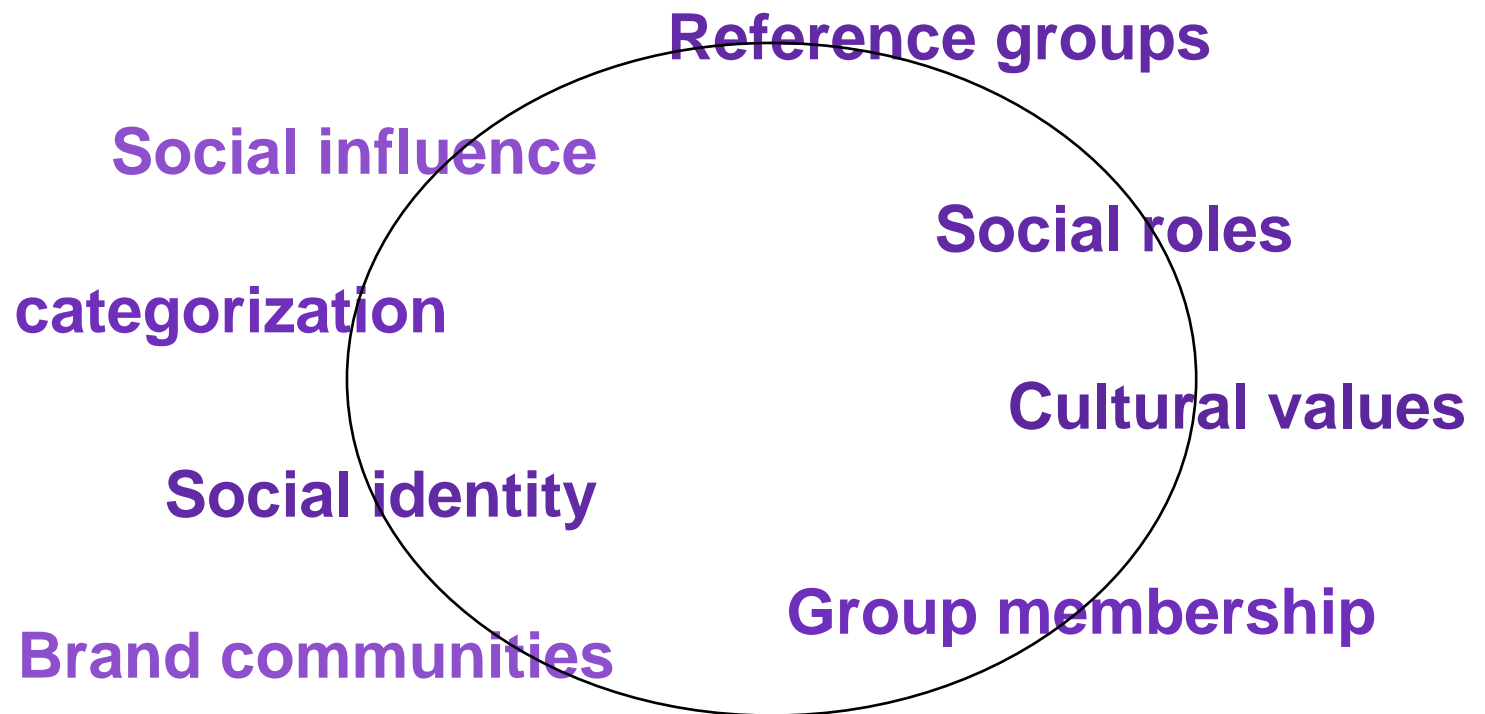 Reference groups
Social influence
Social roles
categorization
Cultural values
Social identity
Group membership
Brand communities